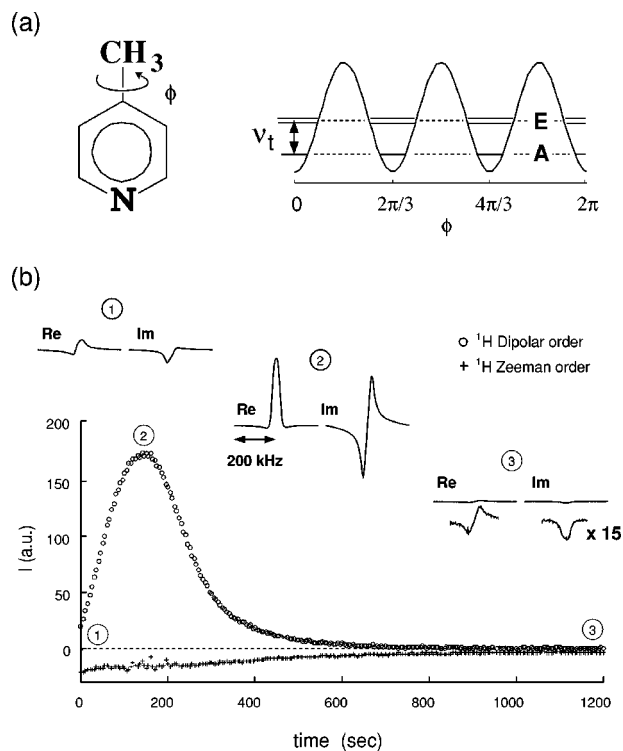 (a)
CH3
ϕ
N
νt
E
A
0 2π/3 4π/3 2π
ϕ
(b)
1
Re Im
2
Re Im
200 kHz
○ ¹H Dipolar order
+ ¹H Zeeman order
3
Re Im
x 15
I (a.u.)
200
150
100
50
0
2
1
3
0 200 400 600 800 1000 1200
time (sec)